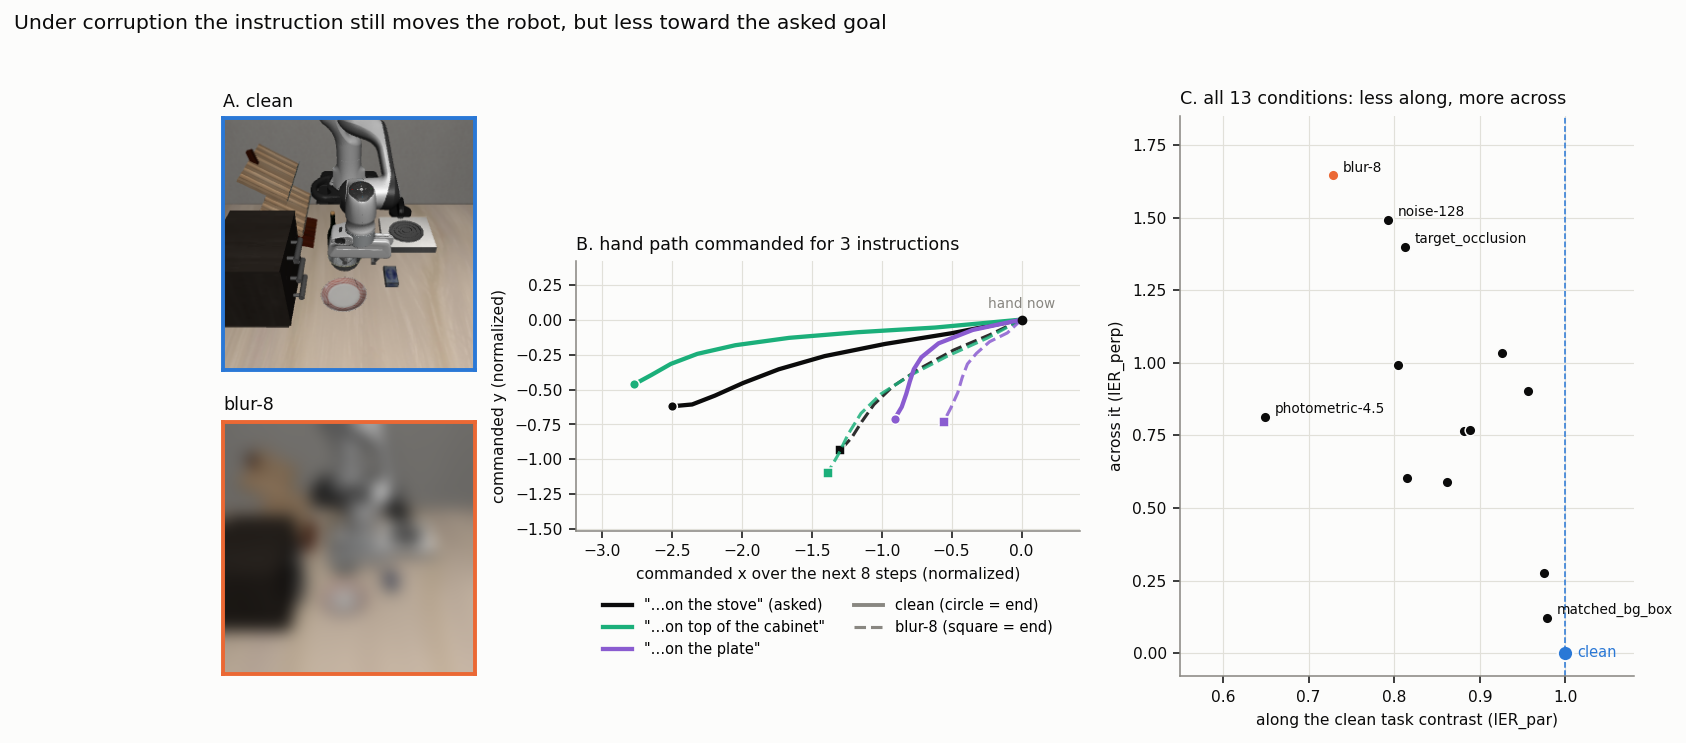 Under corruption the instruction still moves the robot, but less toward the asked goal
A. clean
blur-8
B. hand path commanded for 3 instructions
hand now
commanded y (normalized)
0.25
0.00
−0.25
−0.50
−0.75
−1.00
−1.25
−1.50
−3.0 −2.5 −2.0 −1.5 −1.0 −0.5 0.0
commanded x over the next 8 steps (normalized)
"...on the stove" (asked)
"...on top of the cabinet"
"...on the plate"
clean (circle = end)
blur-8 (square = end)
C. all 13 conditions: less along, more across
across it (IER_perp)
1.75
1.50
1.25
1.00
0.75
0.50
0.25
0.00
blur-8
noise-128
target_occlusion
photometric-4.5
matched_bg_box
clean
0.6 0.7 0.8 0.9 1.0
along the clean task contrast (IER_par)